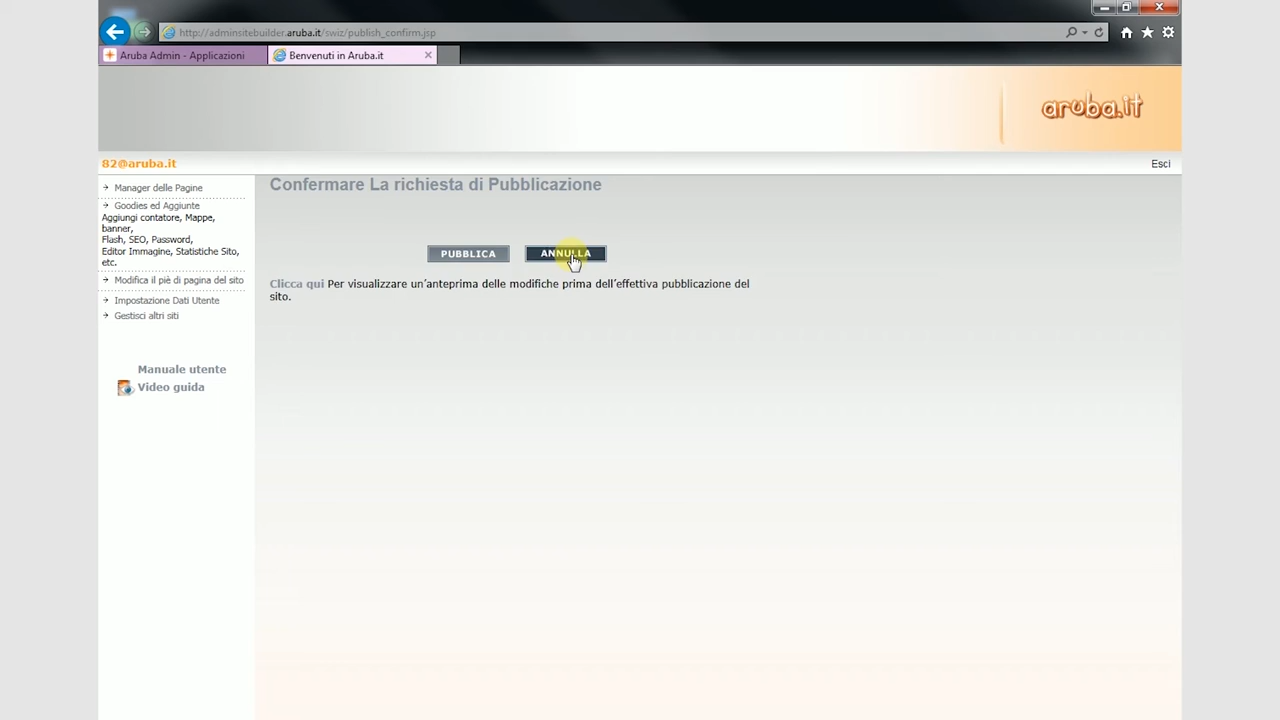 http://adminsitebuilder.aruba.it/swiz/publish_confirm.jsp
Aruba Admin - Applicazioni
Benvenuti in Aruba.it
aruba.it
82@aruba.it
Esci
Manager delle Pagine
Goodies ed Aggiunte
Aggiungi contatore, Mappe,
banner,
Flash, SEO, Password,
Editor Immagine, Statistiche Sito,
etc.
Modifica il piè di pagina del sito
Impostazione Dati Utente
Gestisci altri siti
Manuale utente
Video guida
Confermare La richiesta di Pubblicazione
PUBBLICA
ANNULLA
Clicca qui Per visualizzare un'anteprima delle modifiche prima dell'effettiva pubblicazione del
sito.